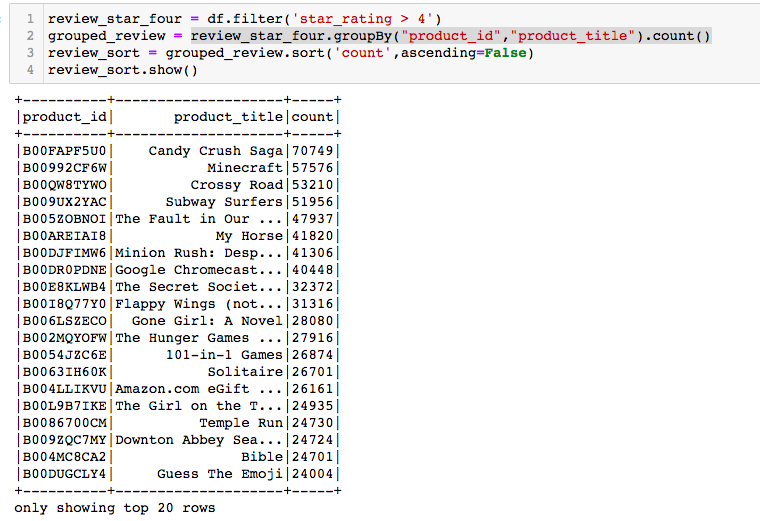 1 review_star_four = df.filter('star_rating > 4')
2 grouped_review = review_star_four.groupBy("product_id","product_title").count()
3 review_sort = grouped_review.sort('count',ascending=False)
4 review_sort.show()
+----------+--------------------+-----+
|product_id|       product_title|count|
+----------+--------------------+-----+
|B00FAPF5U0|    Candy Crush Saga|70749|
|B00992CF6W|           Minecraft|57576|
|B00QW8TYWO|         Crossy Road|53210|
|B009UX2YAC|      Subway Surfers|51956|
|B005ZOBNOI|The Fault in Our ...|47937|
|B00AREIAI8|            My Horse|41820|
|B00DJFIMW6|Minion Rush: Desp...|41306|
|B00DR0PDNE|Google Chromecast...|40448|
|B00E8KLWB4|The Secret Societ...|32372|
|B00I8Q77Y0|Flappy Wings (not...|31316|
|B006LSZECO|  Gone Girl: A Novel|28080|
|B002MQYOFW|The Hunger Games ...|27916|
|B0054JZC6E|      101-in-1 Games|26874|
|B0063IH60K|           Solitaire|26701|
|B004LLIKVU|Amazon.com eGift ...|26161|
|B00L9B7IKE|The Girl on the T...|24935|
|B0086700CM|          Temple Run|24730|
|B009ZQC7MY|Downton Abbey Sea...|24724|
|B004MC8CA2|               Bible|24701|
|B00DUGCLY4|     Guess The Emoji|24004|
+----------+--------------------+-----+
only showing top 20 rows